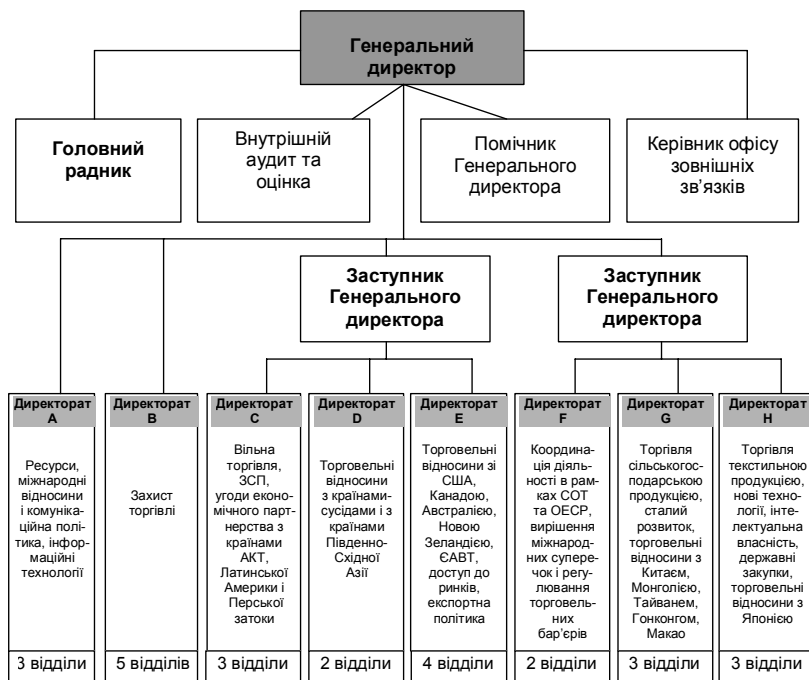 Генеральний
директор
Головний
радник
Внутрішній
аудит та
оцінка
Помічник
Генерального
директора
Керівник офісу
зовнішніх
зв’язків
Заступник
Генерального
директора
Заступник
Генерального
директора
Директорат
A
Ресурси,
міжнародні
відносини
і комуніка-
ційна полі-
тика, інфор-
маційні
технології
3 відділи
Директорат
B
Захист
торгівлі
5 відділів
Директорат
C
Вільна
торгівля,
ЗСП,
угоди еконо-
мічного парт-
нерства з
країнами
АКТ,
Латинської
Америки і
Перської
затоки
3 відділи
Директорат
D
Торговельні
відносини
з країнами-
сусідами і з
країнами
Південно-
Східної
Азії
2 відділи
Директорат
E
Торговельні
відносини зі
США,
Канадою,
Австралією,
Новою
Зеландією,
ЄАВТ,
доступ до
ринків,
експортна
політика
4 відділи
Директорат
F
Координа-
ція діяль-
ності в рам-
ках СОТ
та ОЕСР,
вирішення
міжнарод-
них супере-
чок і регу-
лювання
торговель-
них
бар’єрів
2 відділи
Директорат
G
Торгівля
сільськогос-
подарською
продукцією,
сталий
розвиток,
торговельні
відносини з
Китаєм,
Монголією,
Тайванем,
Гонконгом,
Макао
3 відділи
Директорат
H
Торгівля
текстильною
продукцією,
нові техно-
логії, інте-
лектуальна
власність,
державні
закупки,
торговельні
відносини з
Японією
3 відділи